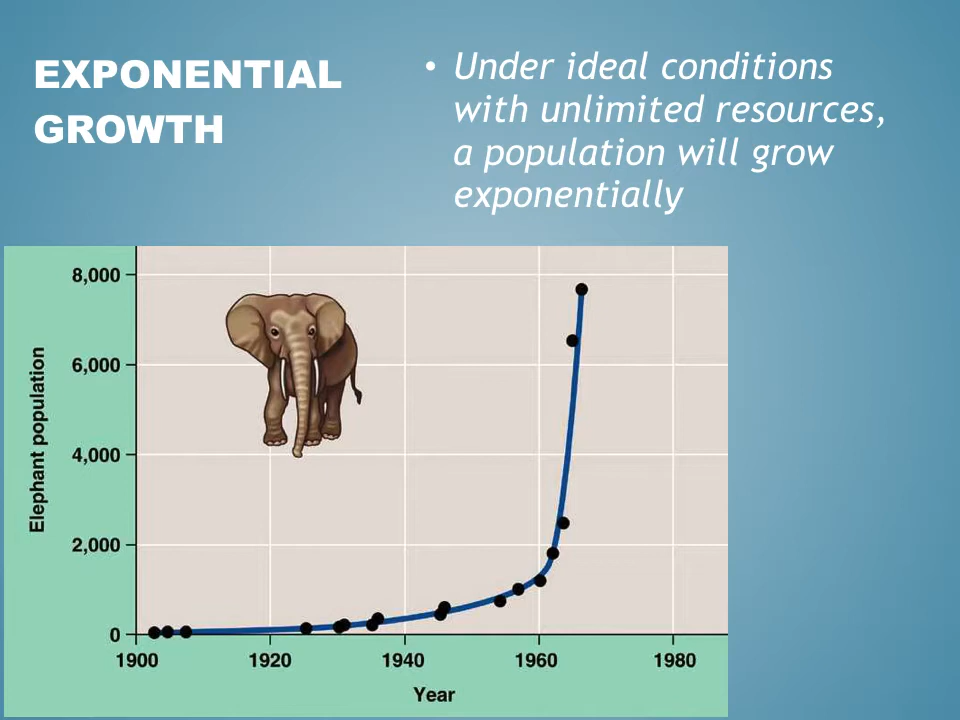 EXPONENTIAL
GROWTH
• Under ideal conditions
with unlimited resources,
a population will grow
exponentially
8,000
6,000
4,000
2,000
0
Elephant population
1900 1920 1940 1960 1980
Year